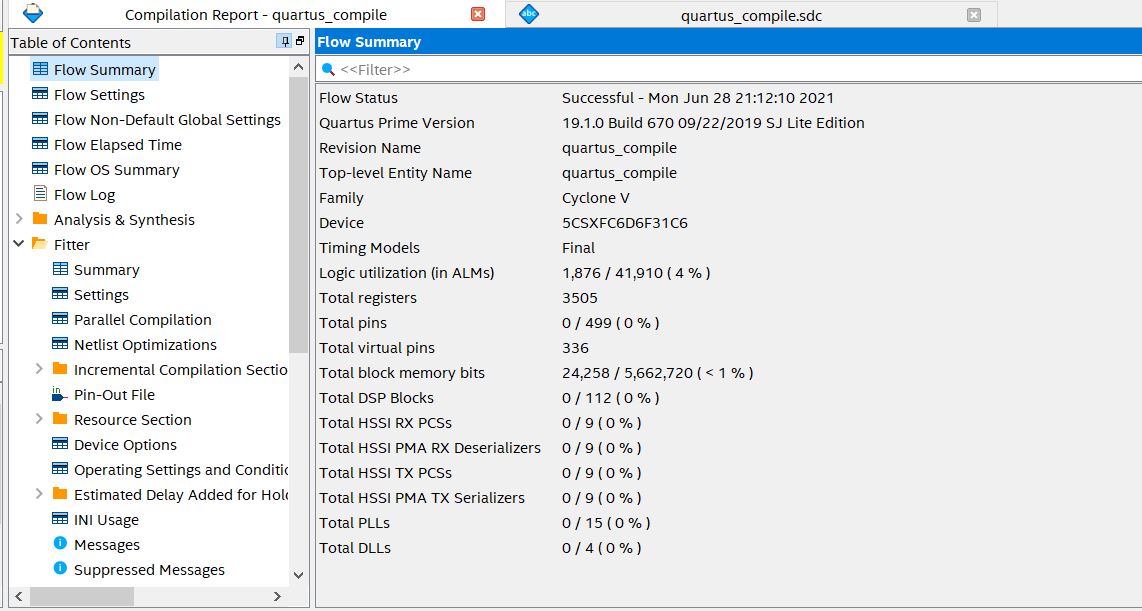 Compilation Report - quartus_compile
abc quartus_compile.sdc
Table of Contents
Flow Summary
Flow Settings
Flow Non-Default Global Settings
Flow Elapsed Time
Flow OS Summary
Flow Log
Analysis & Synthesis
Fitter
Summary
Settings
Parallel Compilation
Netlist Optimizations
Incremental Compilation Sectio
in Pin-Out File
Resource Section
Device Options
Operating Settings and Conditio
Estimated Delay Added for Hol
INI Usage
Messages
Suppressed Messages
Flow Summary
<<Filter>>
Flow Status Successful - Mon Jun 28 21:12:10 2021
Quartus Prime Version 19.1.0 Build 670 09/22/2019 SJ Lite Edition
Revision Name quartus_compile
Top-level Entity Name quartus_compile
Family Cyclone V
Device 5CSXFC6D6F31C6
Timing Models Final
Logic utilization (in ALMs) 1,876 / 41,910 ( 4 % )
Total registers 3505
Total pins 0 / 499 ( 0 % )
Total virtual pins 336
Total block memory bits 24,258 / 5,662,720 ( < 1 % )
Total DSP Blocks 0 / 112 ( 0 % )
Total HSSI RX PCSs 0 / 9 ( 0 % )
Total HSSI PMA RX Deserializers 0 / 9 ( 0 % )
Total HSSI TX PCSs 0 / 9 ( 0 % )
Total HSSI PMA TX Serializers 0 / 9 ( 0 % )
Total PLLs 0 / 15 ( 0 % )
Total DLLs 0 / 4 ( 0 % )